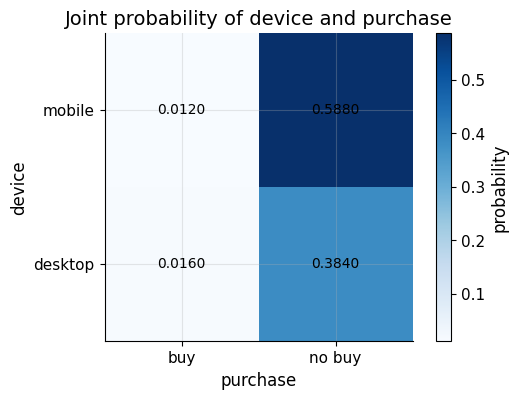 Joint probability of device and purchase
mobile
0.0120
0.5880
desktop
0.0160
0.3840
buy
no buy
purchase
device
0.5
0.4
0.3
0.2
0.1
probability